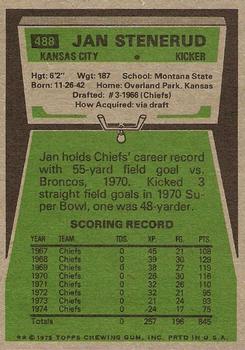 488 JAN STENERUD
KANSAS CITY KICKER
Hgt: 6'2" Wgt: 187 School: Montana State
Born: 11-26-42 Home: Overland Park, Kansas
Drafted: #3-1966 (Chiefs)
How Acquired: via draft
Jan holds Chiefs' career record
with 55-yard field goal vs.
Broncos, 1970. Kicked 3
straight field goals in 1970 Su-
per Bowl, one was 48-yarder.
SCORING RECORD
YEAR TEAM TDS XPS FGS PTS
1967 Chiefs 0 45 21 108
1968 Chiefs 0 39 30 129
1969 Chiefs 0 38 27 119
1970 Chiefs 0 26 30 116
1971 Chiefs 0 32 26 110
1972 Chiefs 0 32 21 95
1973 Chiefs 0 21 24 93
1974 Chiefs 0 24 17 75
Totals 0 257 196 845
** © 1975 TOPPS CHEWING GUM, INC. PRTD IN U.S.A.